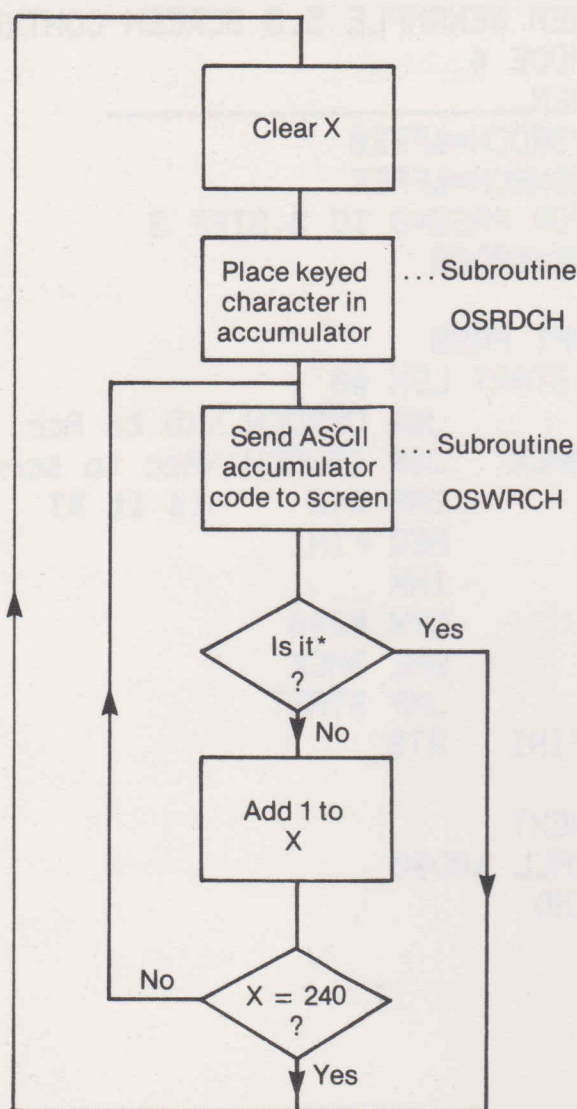 Clear X
Place keyed
character in
accumulator
... Subroutine
OSRDCH
Send ASCII
accumulator
code to screen
... Subroutine
OSWRCH
Is it*
?
Yes
No
Add 1 to
X
No
X = 240
?
Yes